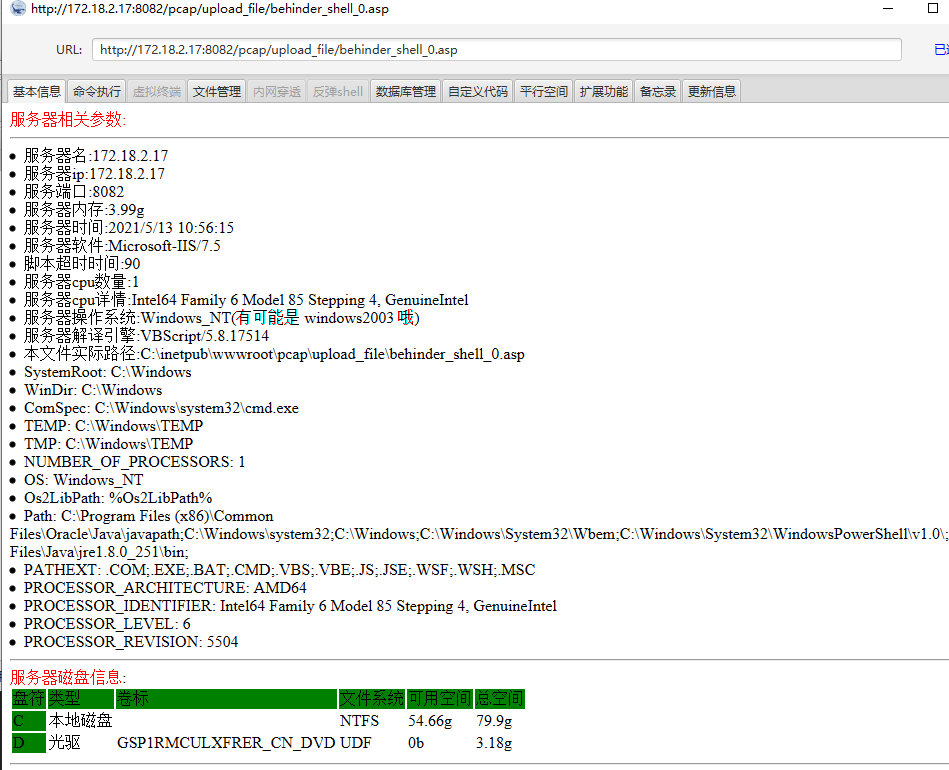 http://172.18.2.17:8082/pcap/upload_file/behinder_shell_0.asp
URL: http://172.18.2.17:8082/pcap/upload_file/behinder_shell_0.asp
基本信息 命令执行 虚拟终端 文件管理 内网穿透 反弹shell 数据库管理 自定义代码 平行空间 扩展功能 备忘录 更新信息
服务器相关参数:
服务器名:172.18.2.17
服务器ip:172.18.2.17
服务端口:8082
服务器内存:3.99g
服务器时间:2021/5/13 10:56:15
服务器软件:Microsoft-IIS/7.5
脚本超时时间:90
服务器cpu数量:1
服务器cpu详情:Intel64 Family 6 Model 85 Stepping 4, GenuineIntel
服务器操作系统:Windows_NT(有可能是 windows2003 哦)
服务器解译引擎:VBScript/5.8.17514
本文件实际路径:C:\inetpub\wwwroot\pcap\upload_file\behinder_shell_0.asp
SystemRoot: C:\Windows
WinDir: C:\Windows
ComSpec: C:\Windows\system32\cmd.exe
TEMP: C:\Windows\TEMP
TMP: C:\Windows\TEMP
NUMBER_OF_PROCESSORS: 1
OS: Windows_NT
Os2LibPath: %Os2LibPath%
Path: C:\Program Files (x86)\Common
Files\Oracle\Java\javapath;C:\Windows\system32;C:\Windows;C:\Windows\System32\Wbem;C:\Windows\System32\WindowsPowerShell\v1.0\;
Files\Java\jre1.8.0_251\bin;
PATHEXT: .COM;.EXE;.BAT;.CMD;.VBS;.VBE;.JS;.JSE;.WSF;.WSH;.MSC
PROCESSOR_ARCHITECTURE: AMD64
PROCESSOR_IDENTIFIER: Intel64 Family 6 Model 85 Stepping 4, GenuineIntel
PROCESSOR_LEVEL: 6
PROCESSOR_REVISION: 5504
服务器磁盘信息:
盘符 类型 卷标 文件系统 可用空间 总空间
C 本地磁盘 NTFS 54.66g 79.9g
D 光驱 GSP1RMCULXFRER_CN_DVD UDF 0b 3.18g